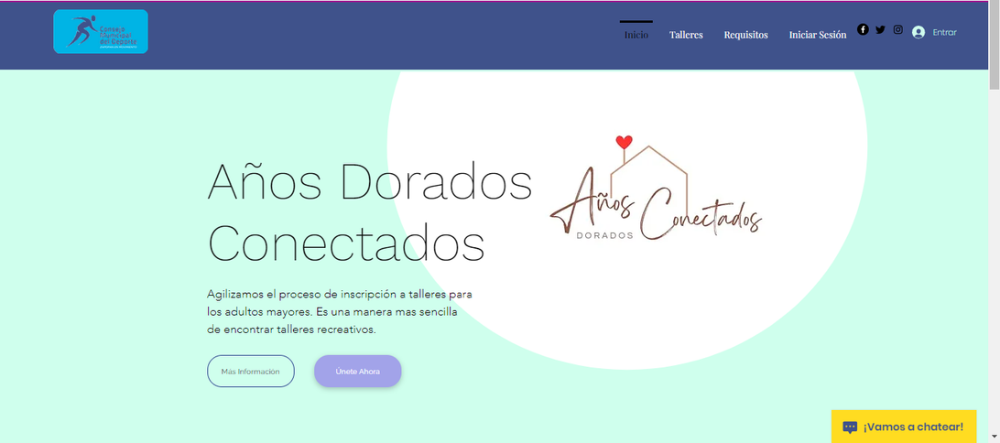 Consejo
Municipal
del Deporte
Inicio
Talleres
Requisitos
Iniciar Sesión
Entrar
Años Dorados
Conectados
Años Conectados
DORADOS
Agilizamos el proceso de inscripción a talleres para
los adultos mayores. Es una manera mas sencilla
de encontrar talleres recreativos.
Más Información
Únete Ahora
¡Vamos a chatear!